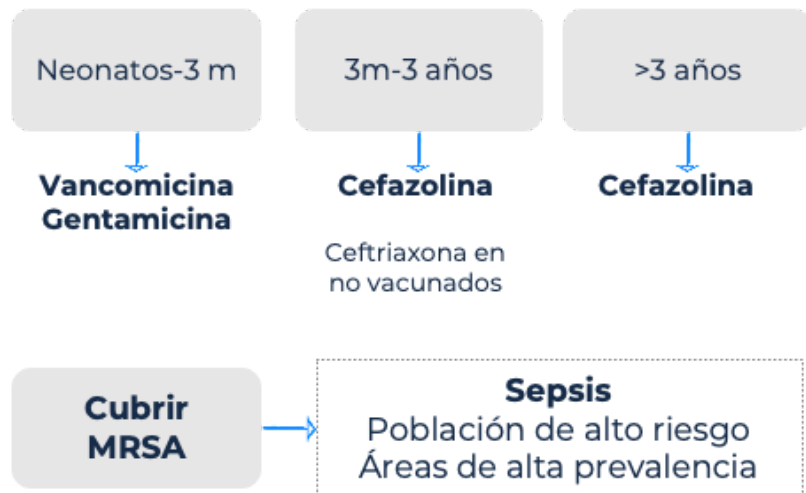 Neonatos-3 m
3m-3 años
>3 años
Vancomicina
Gentamicina
Cefazolina
Ceftriaxona en
no vacunados
Cefazolina
Cubrir
MRSA
Sepsis
Población de alto riesgo
Áreas de alta prevalencia